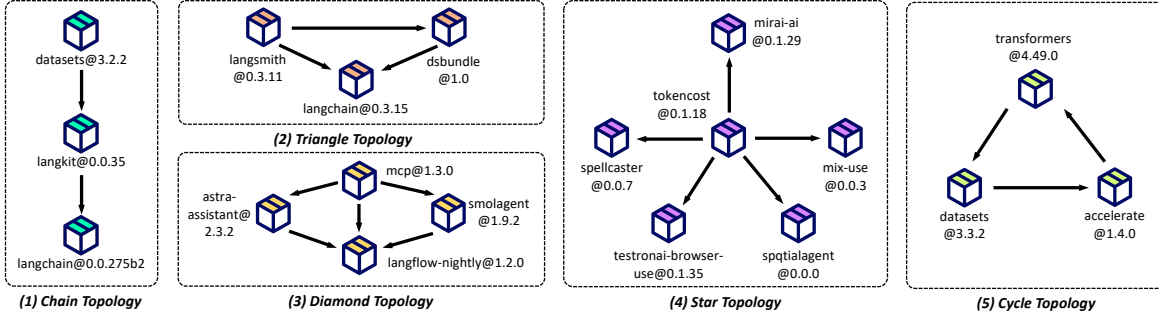 datasets@3.2.2
langkit@0.0.35
langchain@0.0.275b2
(1) Chain Topology
langsmith
@0.3.11
dsbundle
@1.0
langchain@0.3.15
(2) Triangle Topology
mcp@1.3.0
astra-
assistant@
2.3.2
smolagent
@1.9.2
langflow-nightly@1.2.0
(3) Diamond Topology
mirai-ai
@0.1.29
tokencost
@0.1.18
spellcaster
@0.0.7
mix-use
@0.0.3
testronai-browser-
use@0.1.35
spqtialagent
@0.0.0
(4) Star Topology
transformers
@4.49.0
datasets
@3.3.2
accelerate
@1.4.0
(5) Cycle Topology